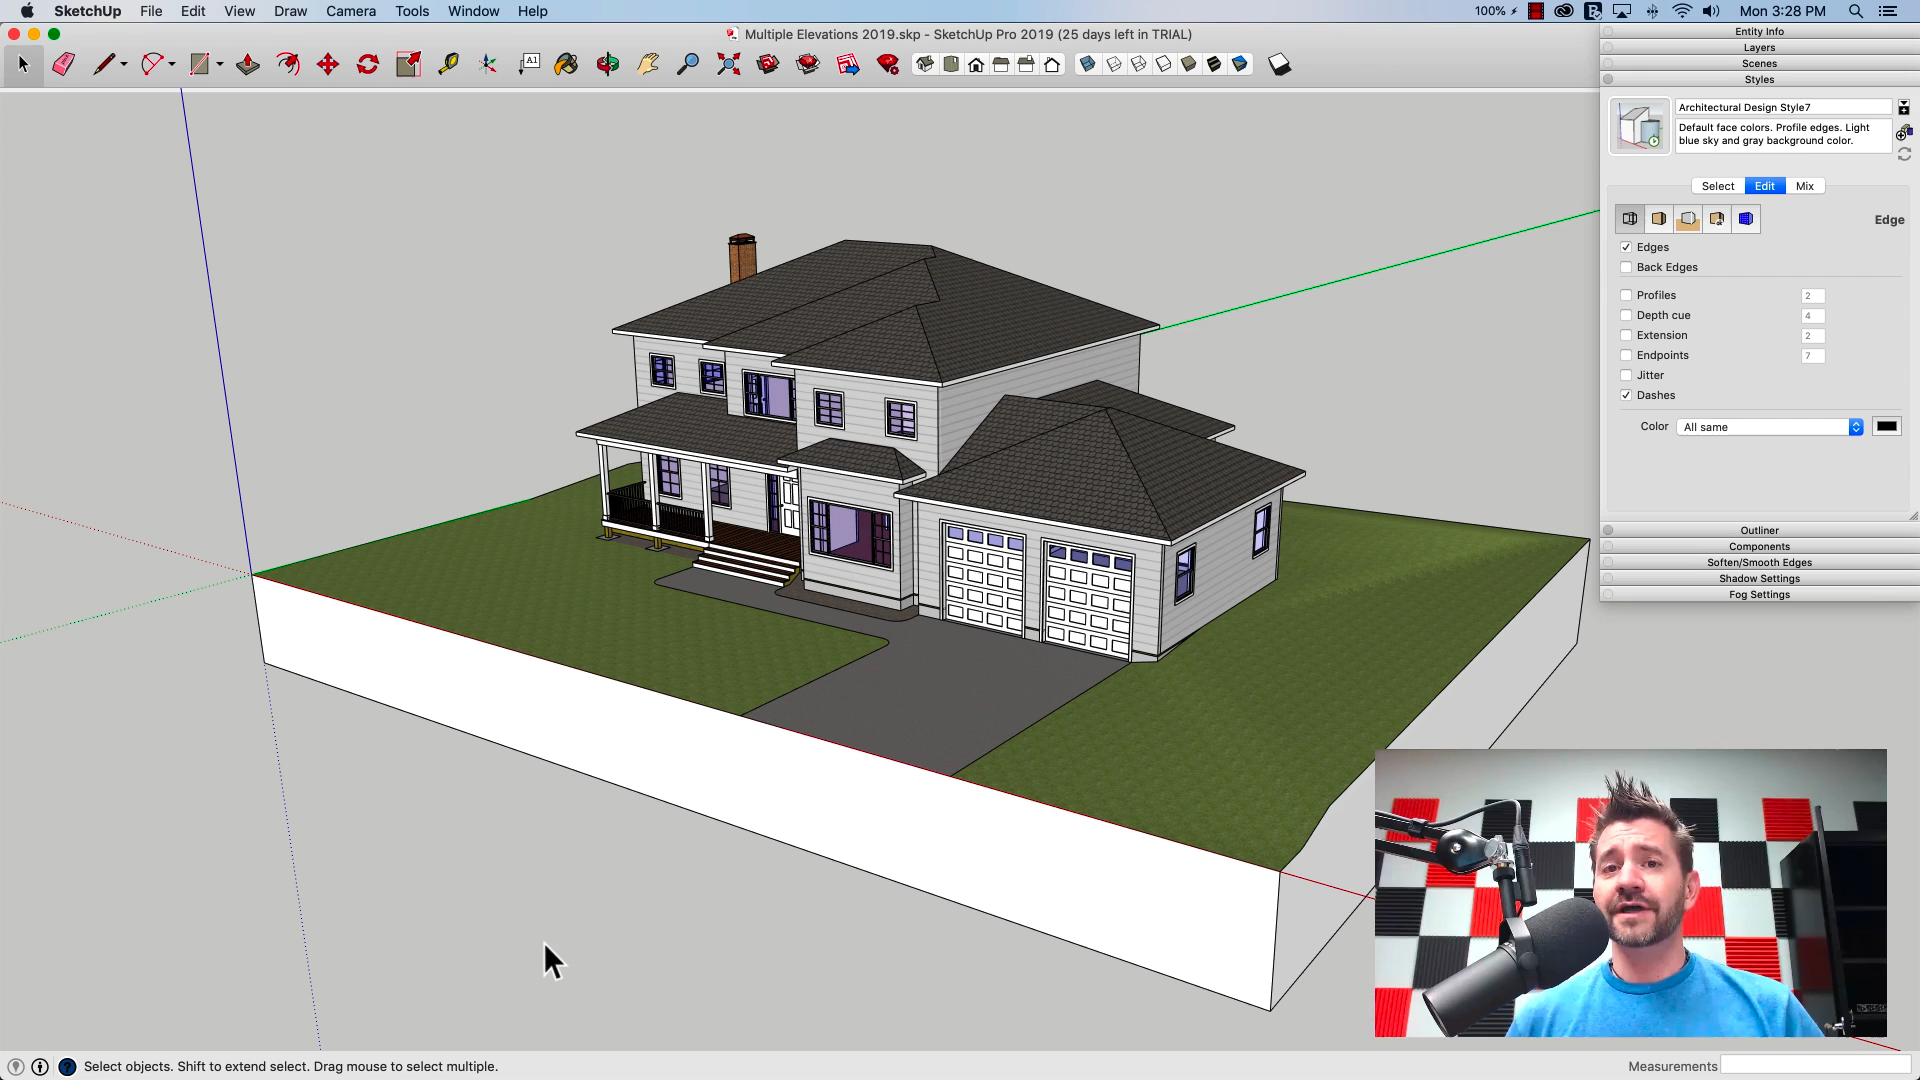 SketchUp File Edit View Draw Camera Tools Window Help
100% Mon 3:28 PM
Multiple Elevations 2019.skp - SketchUp Pro 2019 (25 days left in TRIAL)
A1
Entity Info
Layers
Scenes
Styles
Architectural Design Style7
Default face colors. Profile edges. Light
blue sky and gray background color.
Select Edit Mix
Edge
Edges
Back Edges
Profiles 2
Depth cue 4
Extension 2
Endpoints 7
Jitter
Dashes
Color All same
Outliner
Components
Soften/Smooth Edges
Shadow Settings
Fog Settings
Select objects. Shift to extend select. Drag mouse to select multiple.
Measurements